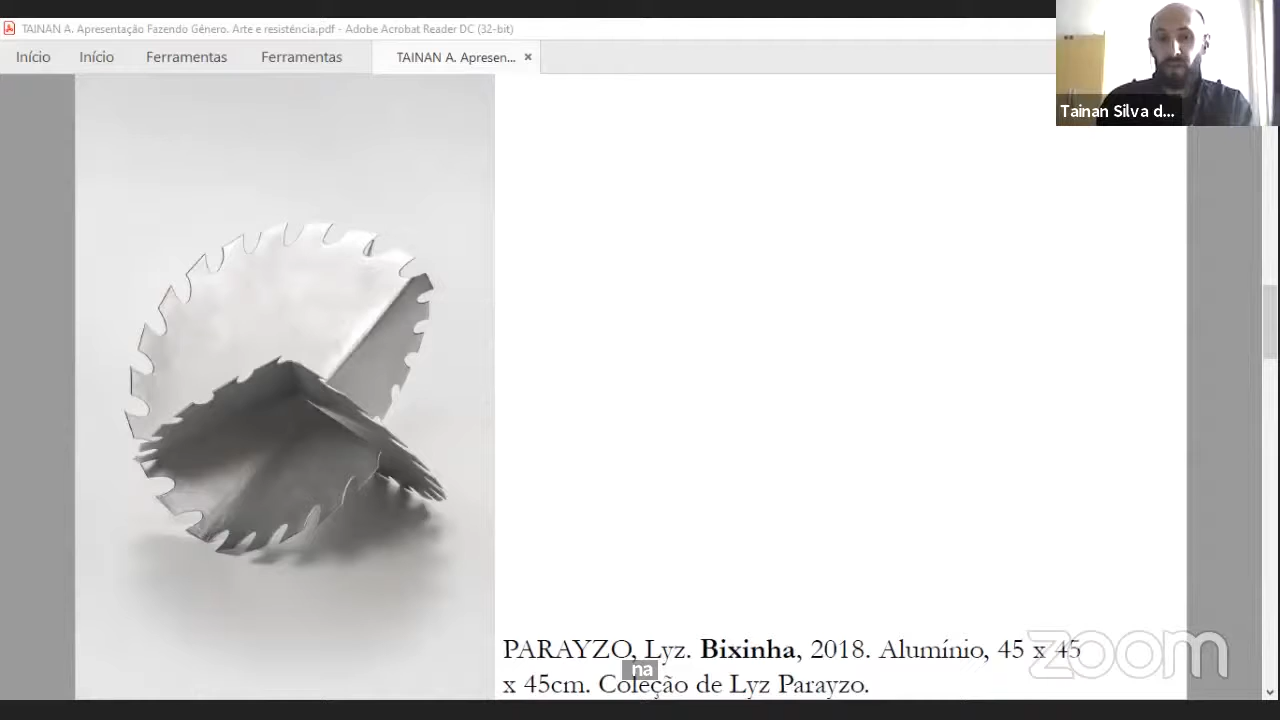 TAINAN A. Apresentação Fazendo Gênero. Arte e resistência.pdf - Adobe Acrobat Reader DC (32-bit)
Início Início Ferramentas Ferramentas TAINAN A. Apresen... ×
Tainan Silva d...
PARAYZO, Lyz. Bixinha, 2018. Alumínio, 45 x 45
x 45cm. Coleção de Lyz Parayzo.
na
zoom